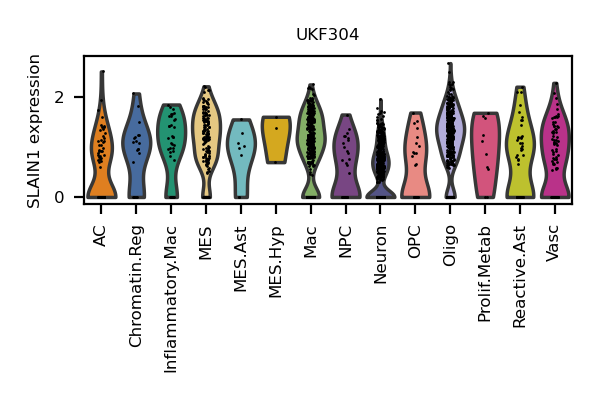 UKF304
SLAIN1 expression
2
0
AC
Chromatin.Reg
Inflammatory.Mac
MES
MES.Ast
MES.Hyp
Mac
NPC
Neuron
OPC
Oligo
Prolif.Metab
Reactive.Ast
Vasc